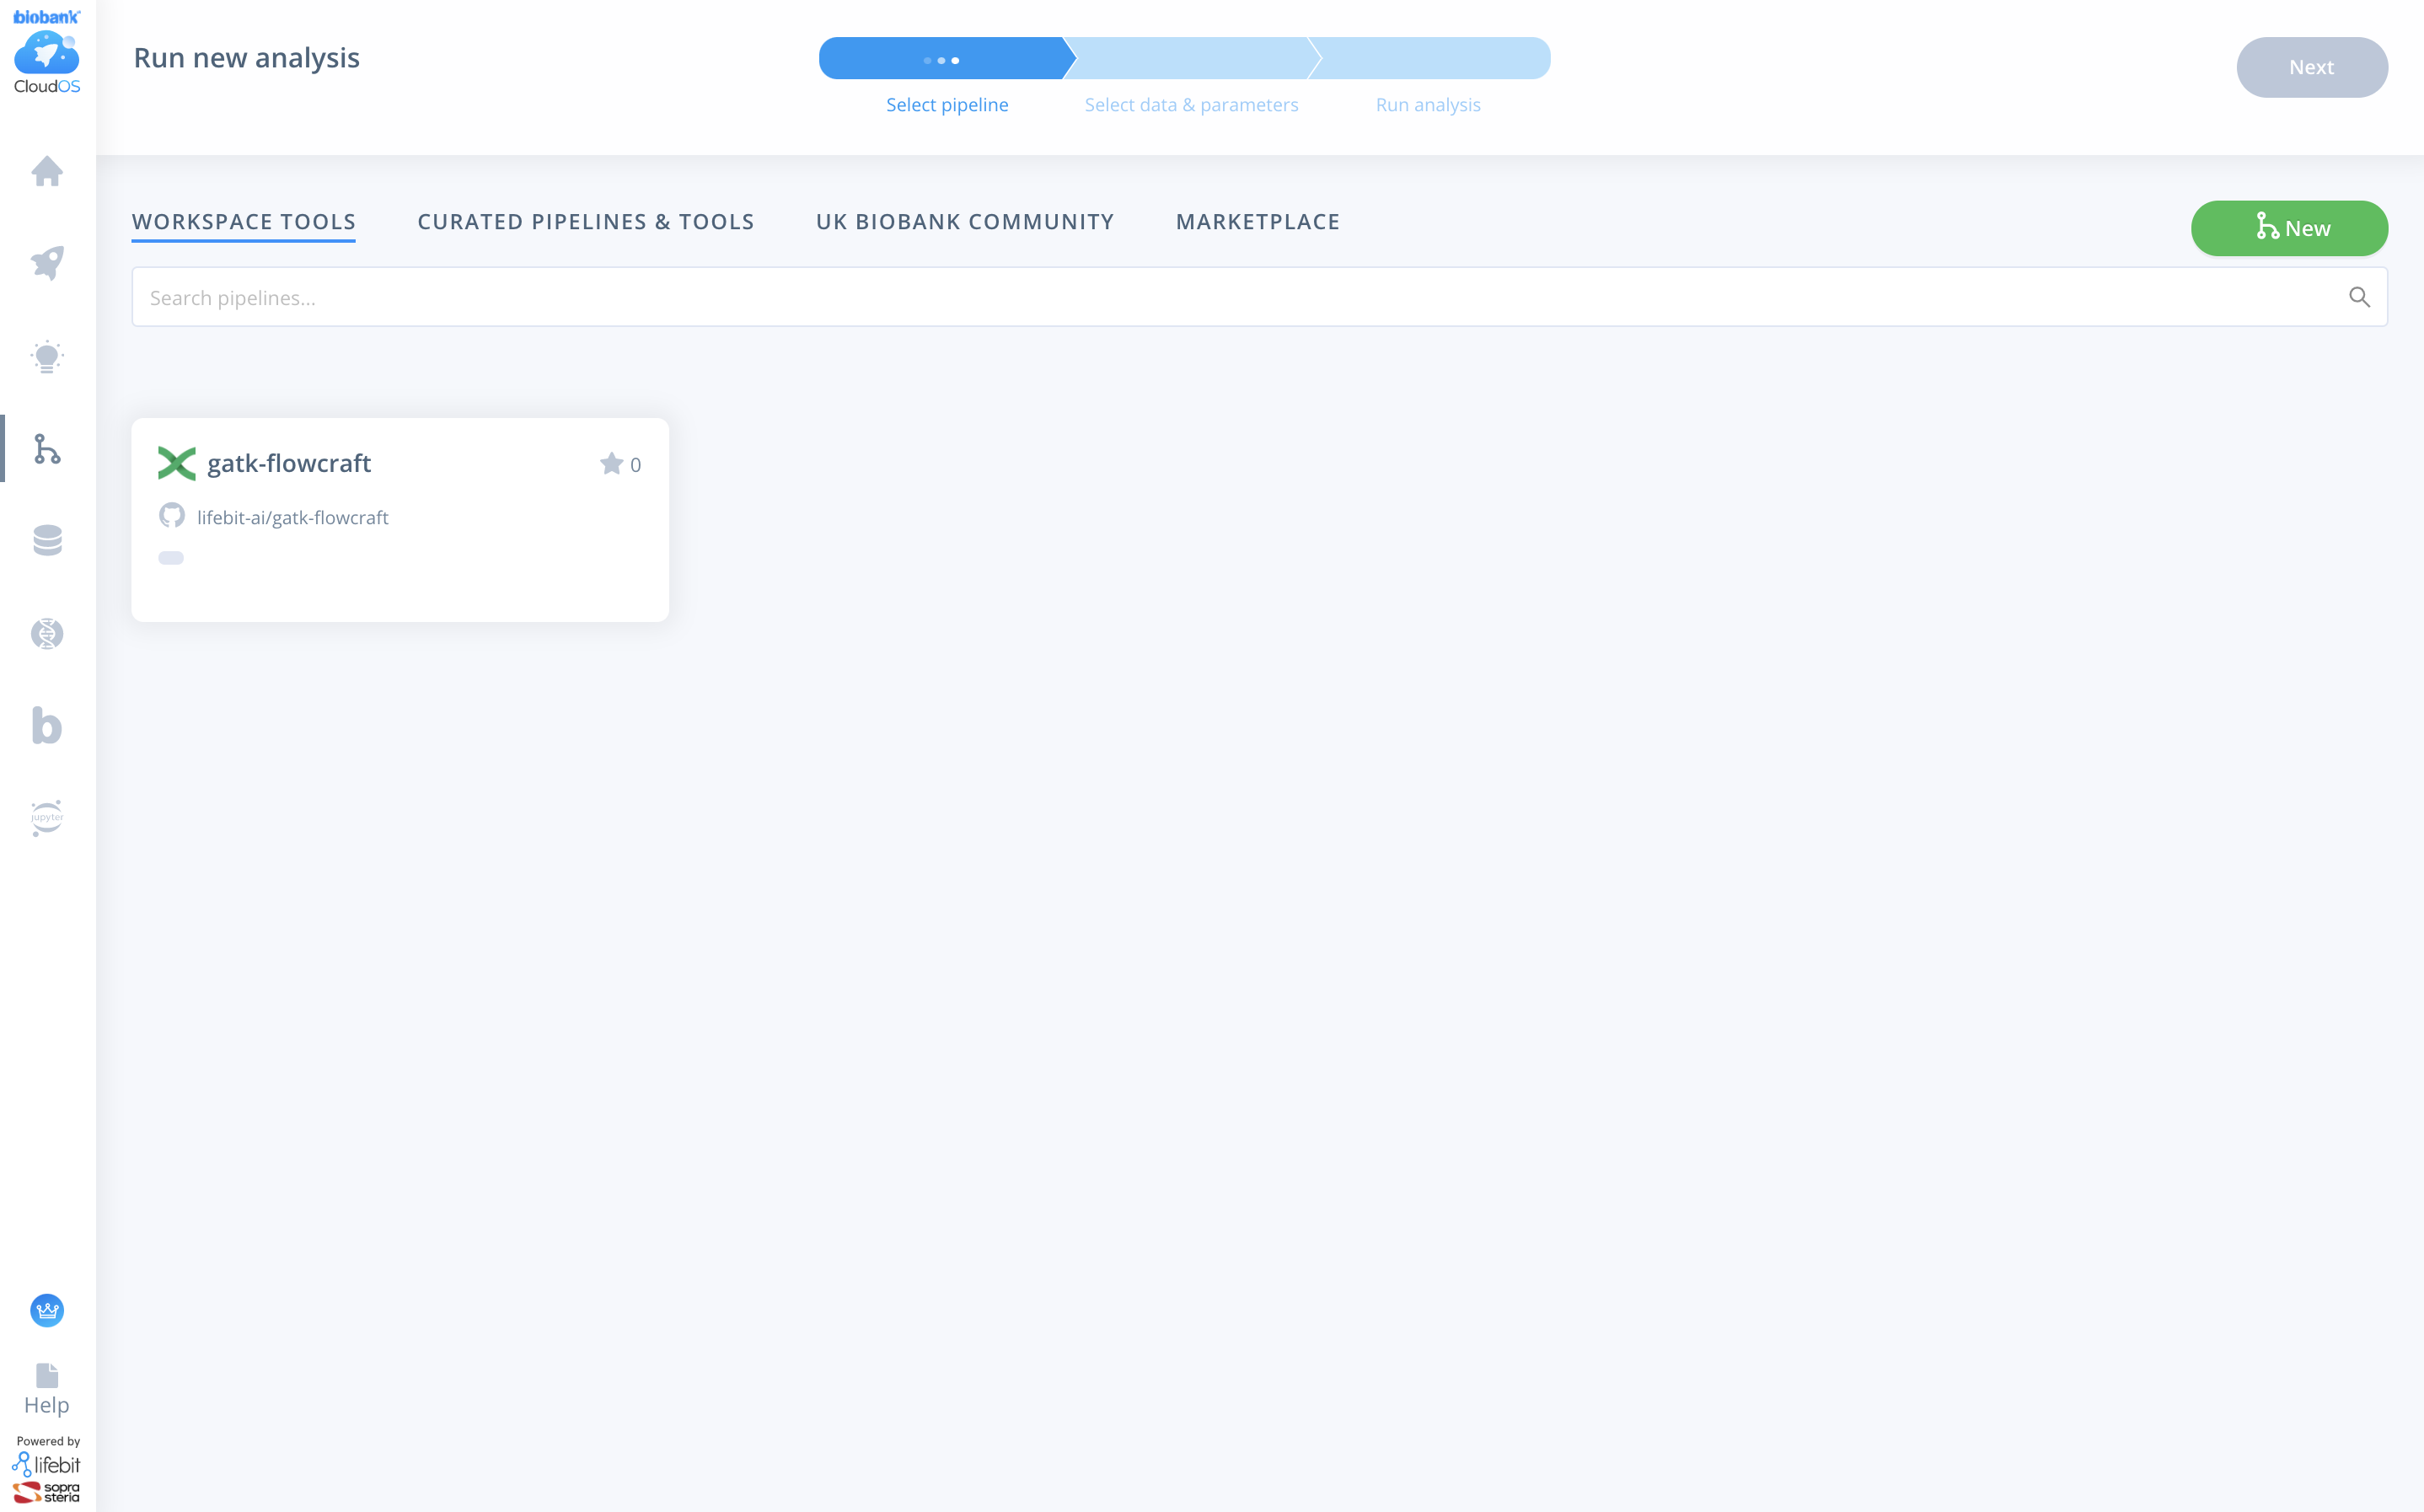 biobank
CloudOS
Run new analysis
Select pipeline
Select data & parameters
Run analysis
Next
WORKSPACE TOOLS
CURATED PIPELINES & TOOLS
UK BIOBANK COMMUNITY
MARKETPLACE
New
Search pipelines...
gatk-flowcraft
0
lifebit-ai/gatk-flowcraft
b
jupyter
Help
Powered by
lifebit
sopra
steria